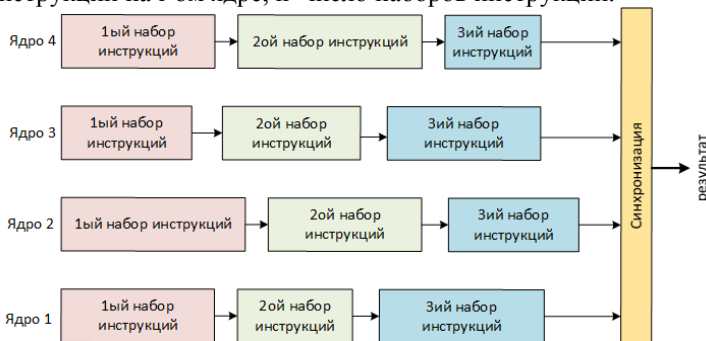 инструкций на i-ом ядре, n- число наборов инструкций.
Ядро 4
1ый набор
инструкций
2ой набор инструкций
3ий набор
инструкций
Ядро 3
1ый набор
инструкций
2ой набор
инструкций
3ий набор
инструкций
Ядро 2
1ый набор инструкций
2ой набор
инструкций
3ий набор
инструкций
Ядро 1
1ый набор
инструкций
2ой набор
инструкций
3ий набор
инструкций
Синхронизация
результат